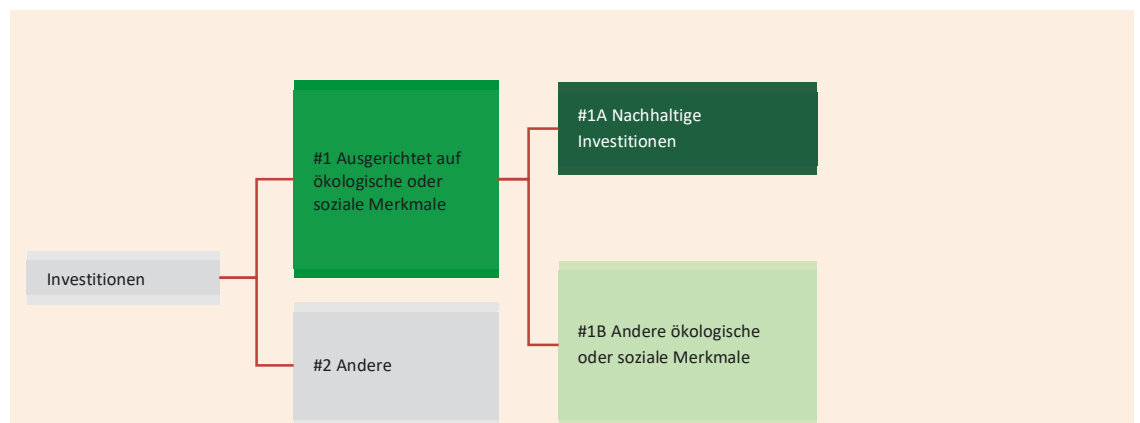 Investitionen
#1 Ausgerichtet auf
ökologische oder
soziale Merkmale
#2 Andere
#1A Nachhaltige
Investitionen
#1B Andere ökologische
oder soziale Merkmale